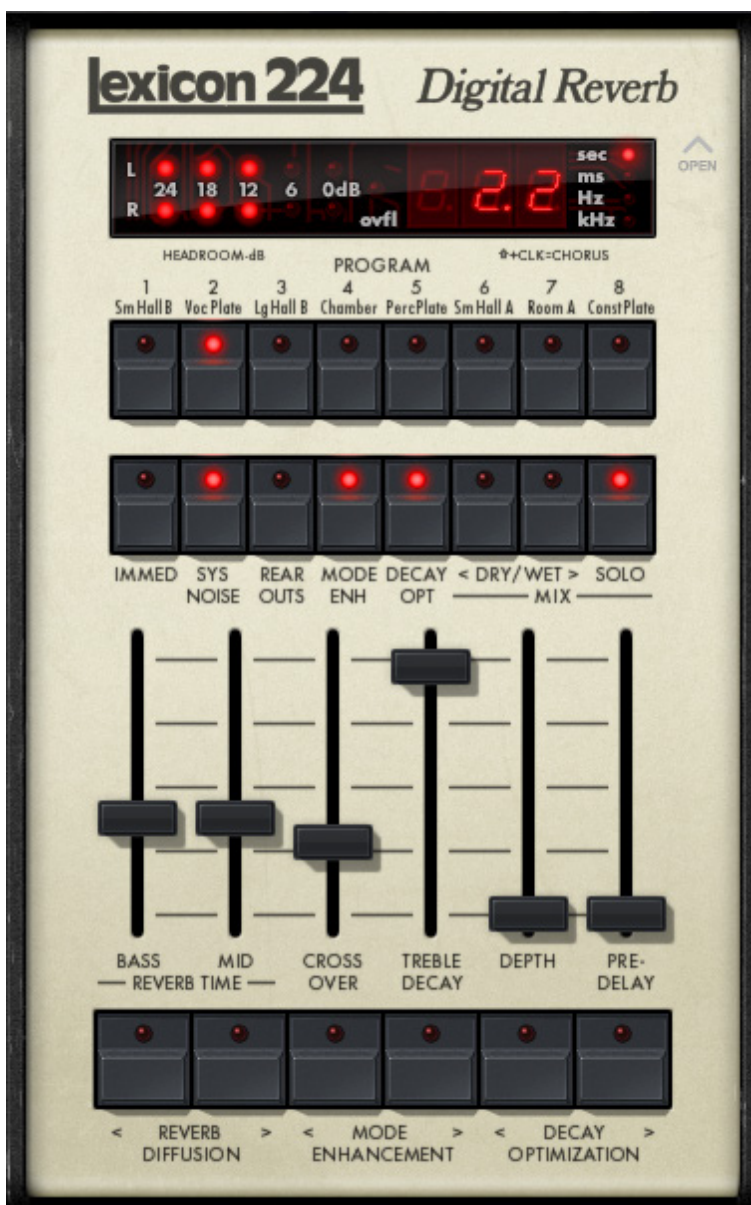 lexicon 224 Digital Reverb
OPEN
L 24 18 12 6 0dB
R
ovfl
2.2
sec
ms
Hz
kHz
HEADROOM-dB
PROGRAM
⇧+CLK=CHORUS
1 2 3 4 5 6 7 8
Sm Hall B Voc Plate Lg Hall B Chamber PercPlate Sm Hall A Room A Const Plate
IMMED SYS REAR MODE DECAY < DRY/WET > SOLO
NOISE OUTS ENH OPT MIX
BASS MID CROSS TREBLE DEPTH PRE-
REVERB TIME OVER DECAY DELAY
< REVERB > < MODE > < DECAY >
DIFFUSION ENHANCEMENT OPTIMIZATION